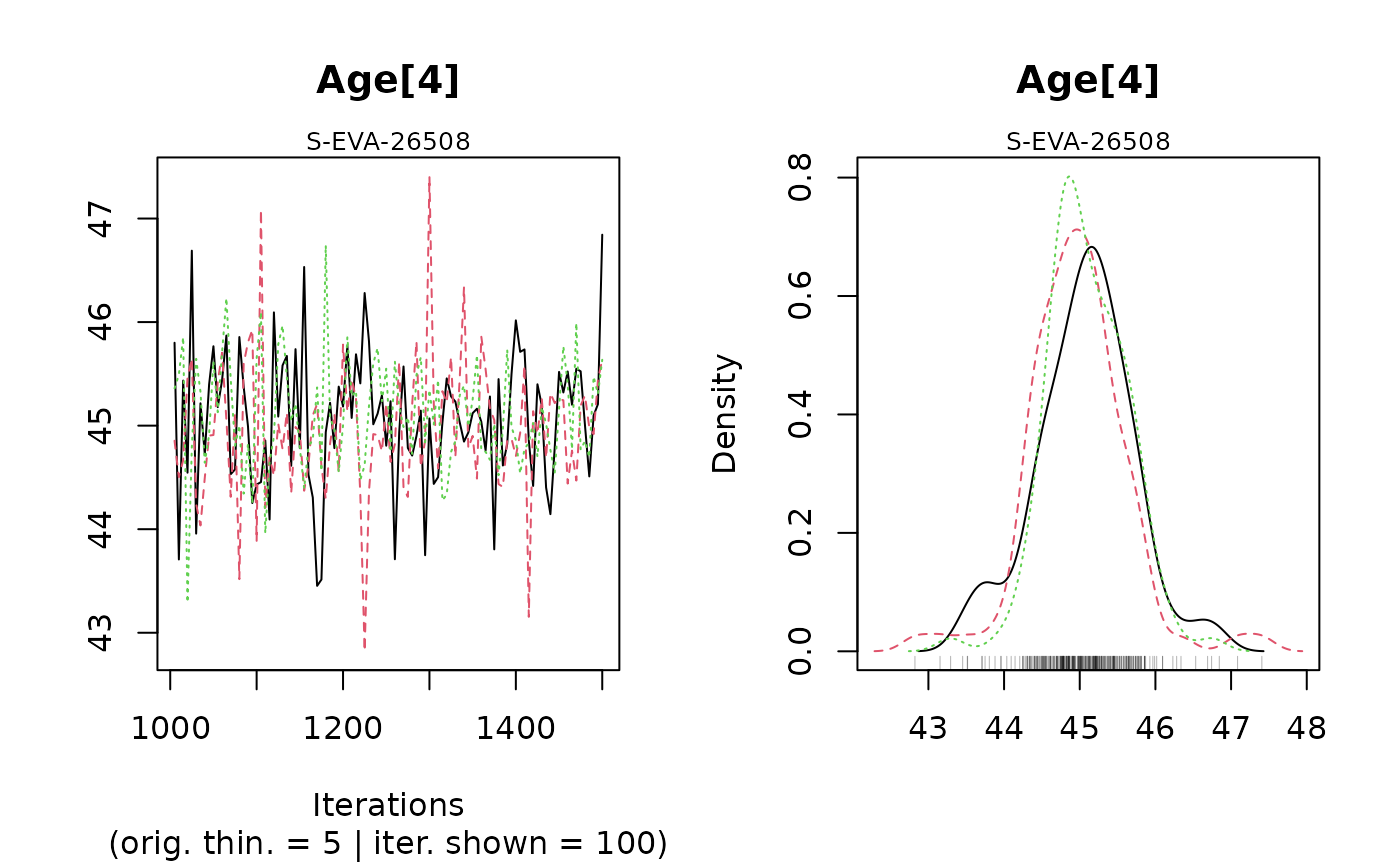 Age[4]
S-EVA-26508
47
46
45
44
43
1000
1200
1400
Iterations
(orig. thin. = 5 | iter. shown = 100)
Age[4]
S-EVA-26508
Density
0.8
0.6
0.4
0.2
0.0
43
44
45
46
47
48